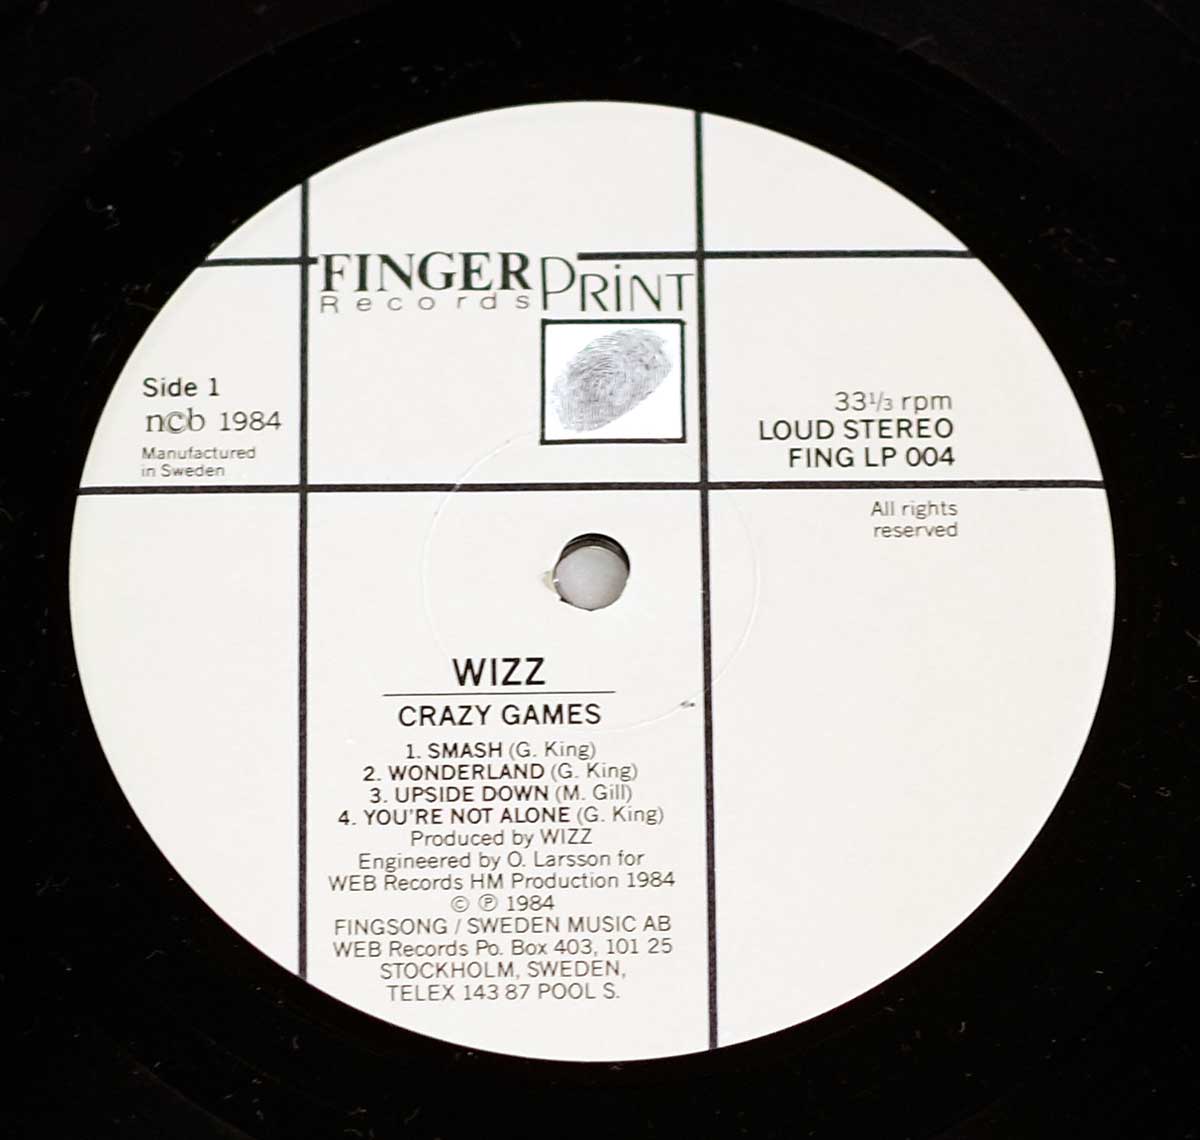 FINGER PRINT
Records
Side 1
ncb 1984
Manufactured
in Sweden
33 1/3 rpm
LOUD STEREO
FING LP 004
All rights
reserved
WIZZ
CRAZY GAMES
1. SMASH (G. King)
2. WONDERLAND (G. King)
3. UPSIDE DOWN (M. Gill)
4. YOU'RE NOT ALONE (G. King)
Produced by WIZZ
Engineered by O. Larsson for
WEB Records HM Production 1984
© ℗ 1984
FINGSONG / SWEDEN MUSIC AB
WEB Records Po. Box 403, 101 25
STOCKHOLM, SWEDEN,
TELEX 143 87 POOL S.